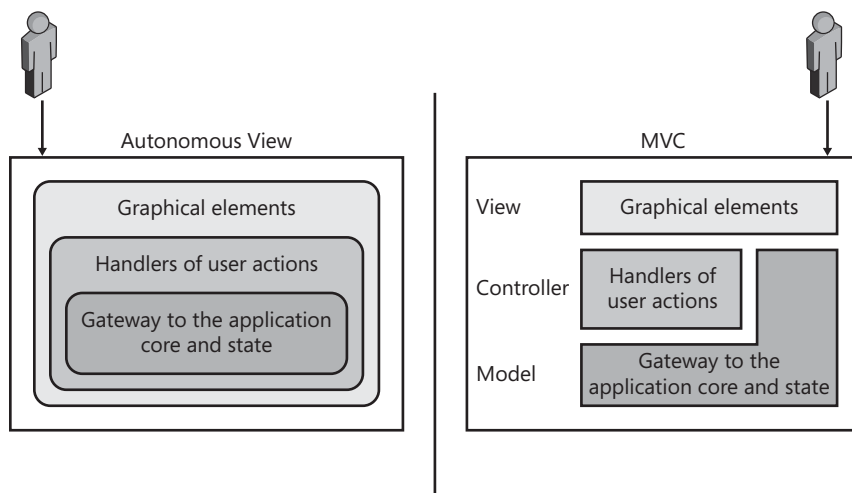 Autonomous View
Graphical elements
Handlers of user actions
Gateway to the application
core and state
MVC
View
Graphical elements
Controller
Handlers of
user actions
Model
Gateway to the
application core and state